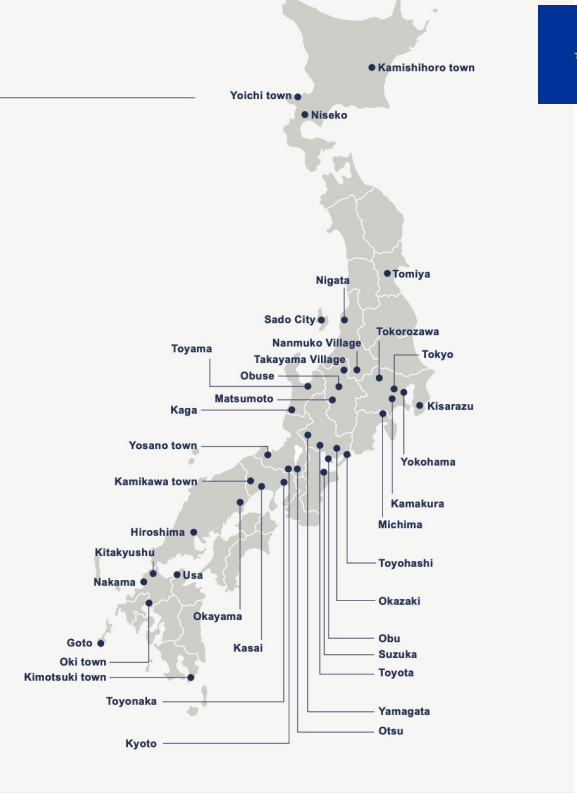 Kamishihoro town
Yoichi town
Niseko
Tomiya
Nigata
Sado City
Tokorozawa
Nanmuko Village
Toyama
Tokyo
Takayama Village
Obuse
Matsumoto
Kaga
Kisarazu
Yosano town
Yokohama
Kamikawa town
Kamakura
Michima
Hiroshima
Kitakyushu
Toyohashi
Usa
Nakama
Okazaki
Okayama
Obu
Goto
Kasai
Suzuka
Oki town
Toyota
Kimotsuki town
Toyonaka
Yamagata
Otsu
Kyoto